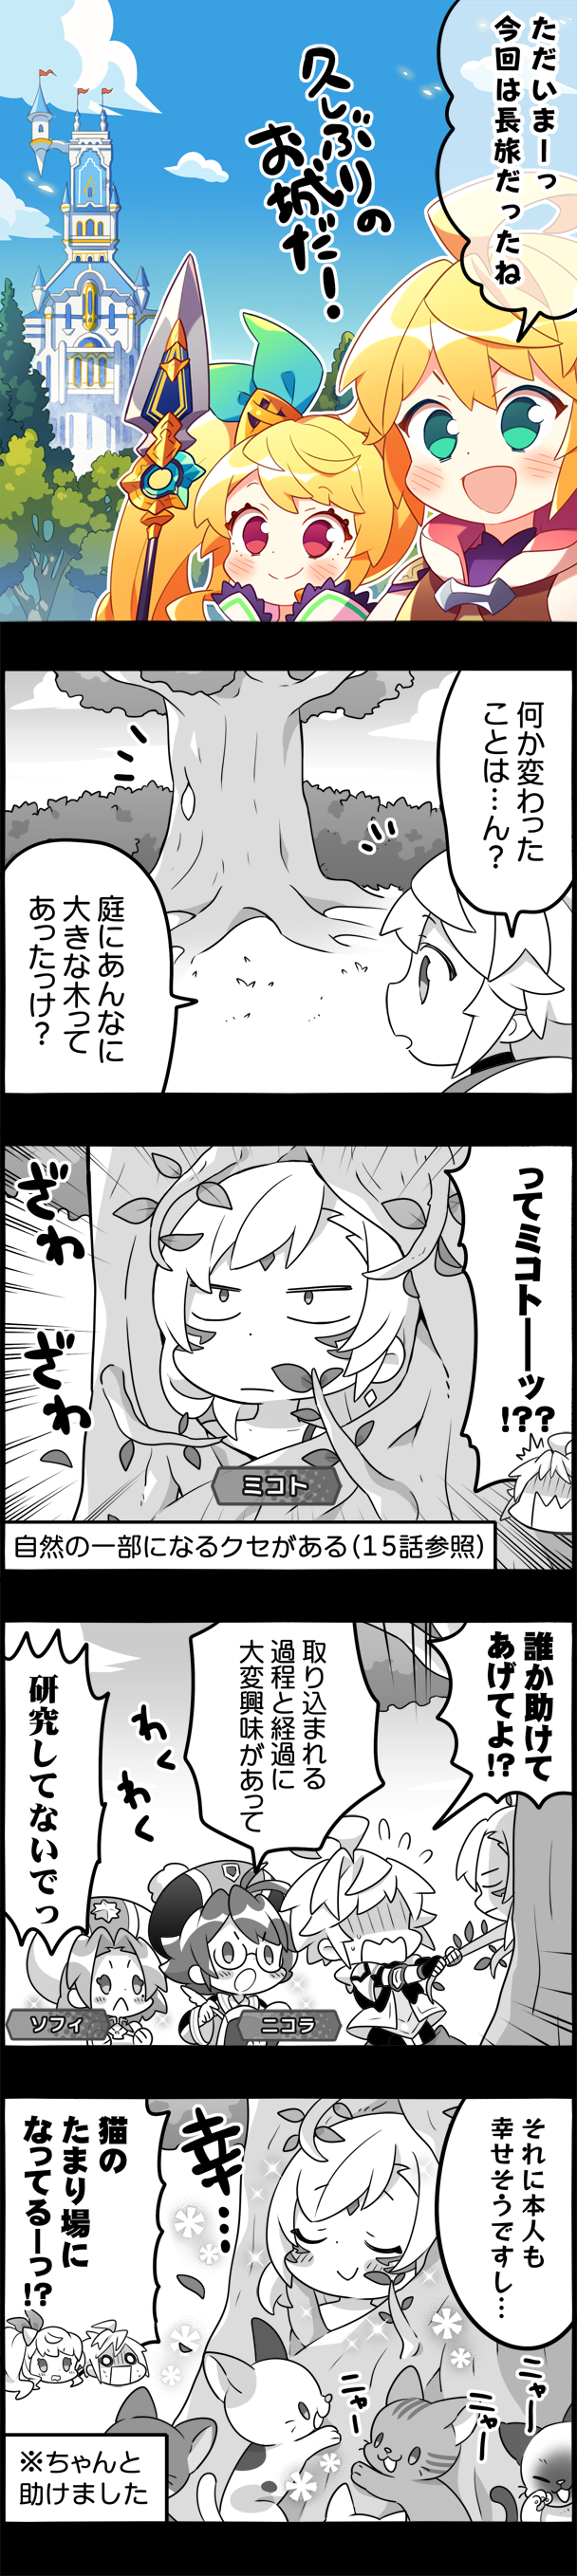 ただいまーっ
今回は長旅だったね
久しぶりの
お城だー!
何か変わった
ことは…ん?
庭にあんなに
大きな木って
あったっけ?
ってミコトーーッ!??
ざわ
ざわ
ミコト
自然の一部になるクセがある(15話参照)
誰か助けて
あげてよ!?
取り込まれる
過程と経過に
大変興味があって
わく
わく
研究してないでっ
ニコラ
ソフィ
それに本人も
幸せそうですし…
幸…
猫の
たまり場に
なってるーっ!?
ニャー
ニャー
ニャー
※ちゃんと
助けました